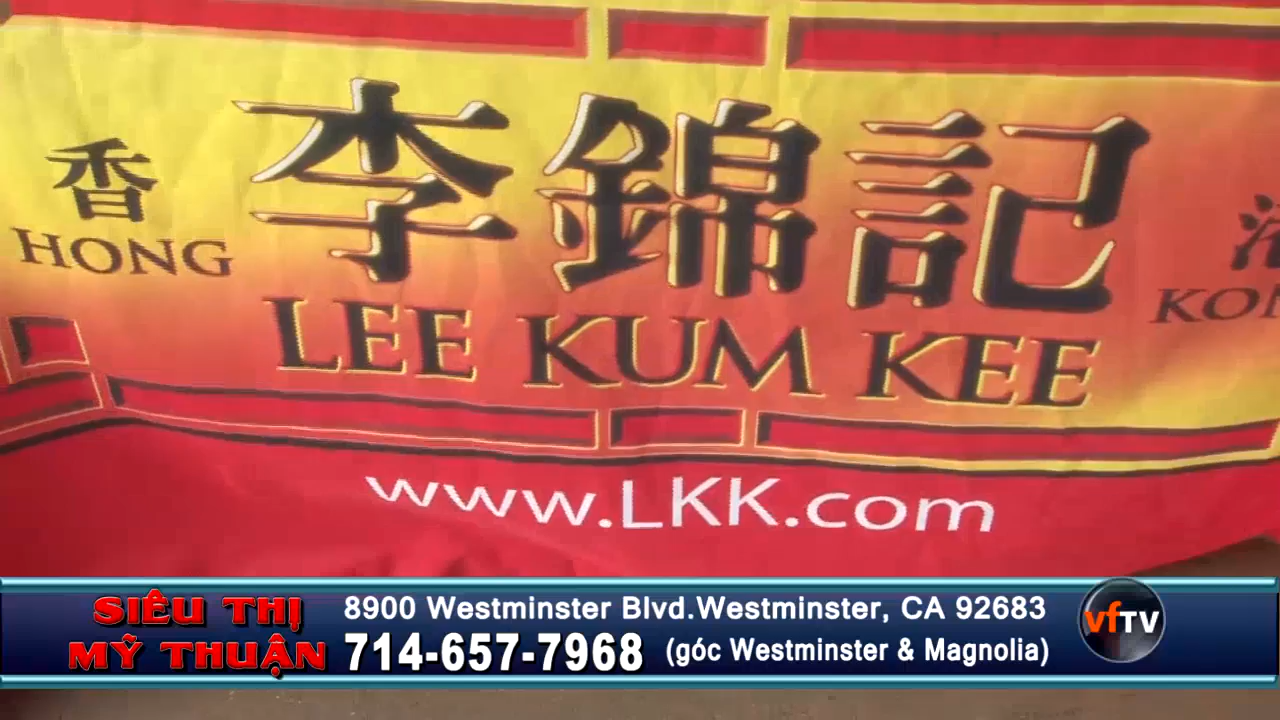 香 李錦記
HONG LEE KUM KEE
www.LKK.com
SIÊU THỊ
MỸ THUẬN
8900 Westminster Blvd.Westminster, CA 92683
714-657-7968 (góc Westminster & Magnolia)
vfTV